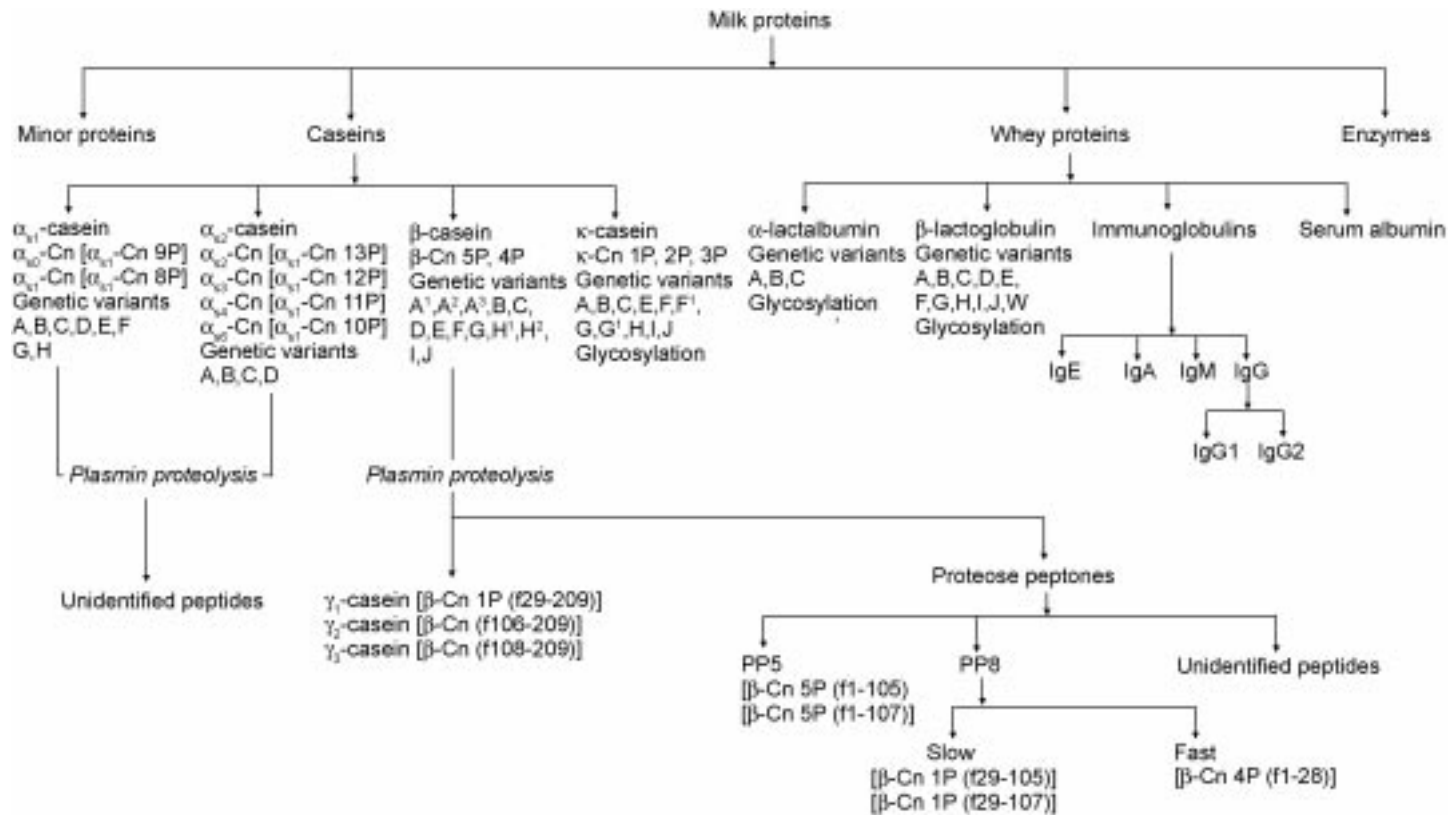 Milk proteins
Minor proteins
Caseins
Whey proteins
Enzymes
αs1-casein
αs0-Cn [αs1-Cn 9P]
αs1-Cn [αs1-Cn 8P]
Genetic variants
A,B,C,D,E,F
G,H
αs2-casein
αs2-Cn [αs1-Cn 13P]
αs3-Cn [αs1-Cn 12P]
αs4-Cn [αs1-Cn 11P]
αs5-Cn [αs1-Cn 10P]
Genetic variants
A,B,C,D
β-casein
β-Cn 5P, 4P
Genetic variants
A¹,A²,A³,B,C,
D,E,F,G,H¹,H²,
I,J
κ-casein
κ-Cn 1P, 2P, 3P
Genetic variants
A,B,C,E,F,F¹,
G,G¹,H,I,J
Glycosylation
α-lactalbumin
Genetic variants
A,B,C
Glycosylation
β-lactoglobulin
Genetic variants
A,B,C,D,E,
F,G,H,I,J,W
Glycosylation
Immunoglobulins
Serum albumin
IgE
IgA
IgM
IgG
IgG1
IgG2
Plasmin proteolysis
Plasmin proteolysis
Unidentified peptides
γ₁-casein [β-Cn 1P (f29-209)]
γ₂-casein [β-Cn (f106-209)]
γ₃-casein [β-Cn (f108-209)]
Proteose peptones
PP5
[β-Cn 5P (f1-105)
[β-Cn 5P (f1-107)]
PP8
Unidentified peptides
Slow
[β-Cn 1P (f29-105)]
[β-Cn 1P (f29-107)]
Fast
[β-Cn 4P (f1-28)]